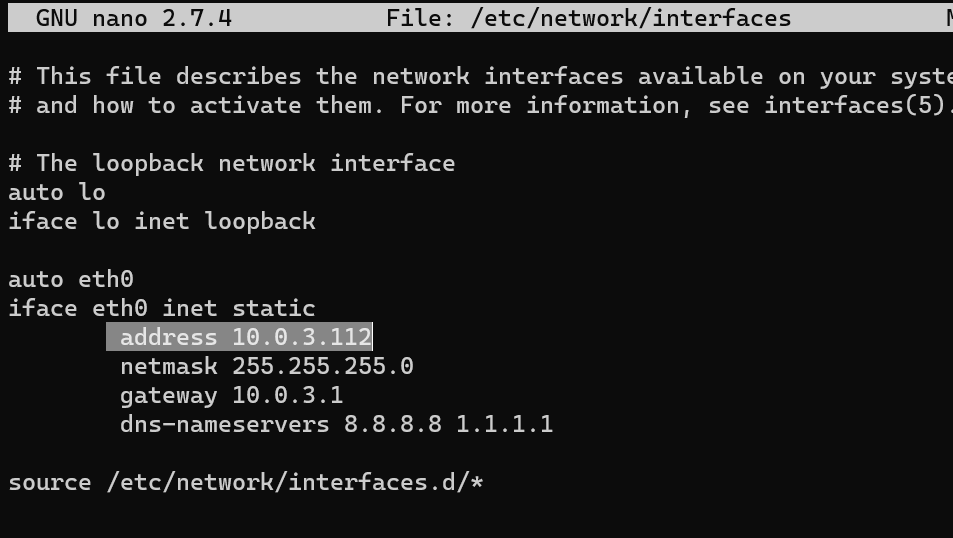 GNU nano 2.7.4 File: /etc/network/interfaces
# This file describes the network interfaces available on your syste
# and how to activate them. For more information, see interfaces(5).
# The loopback network interface
auto lo
iface lo inet loopback
auto eth0
iface eth0 inet static
address 10.0.3.112
netmask 255.255.255.0
gateway 10.0.3.1
dns-nameservers 8.8.8.8 1.1.1.1
source /etc/network/interfaces.d/*